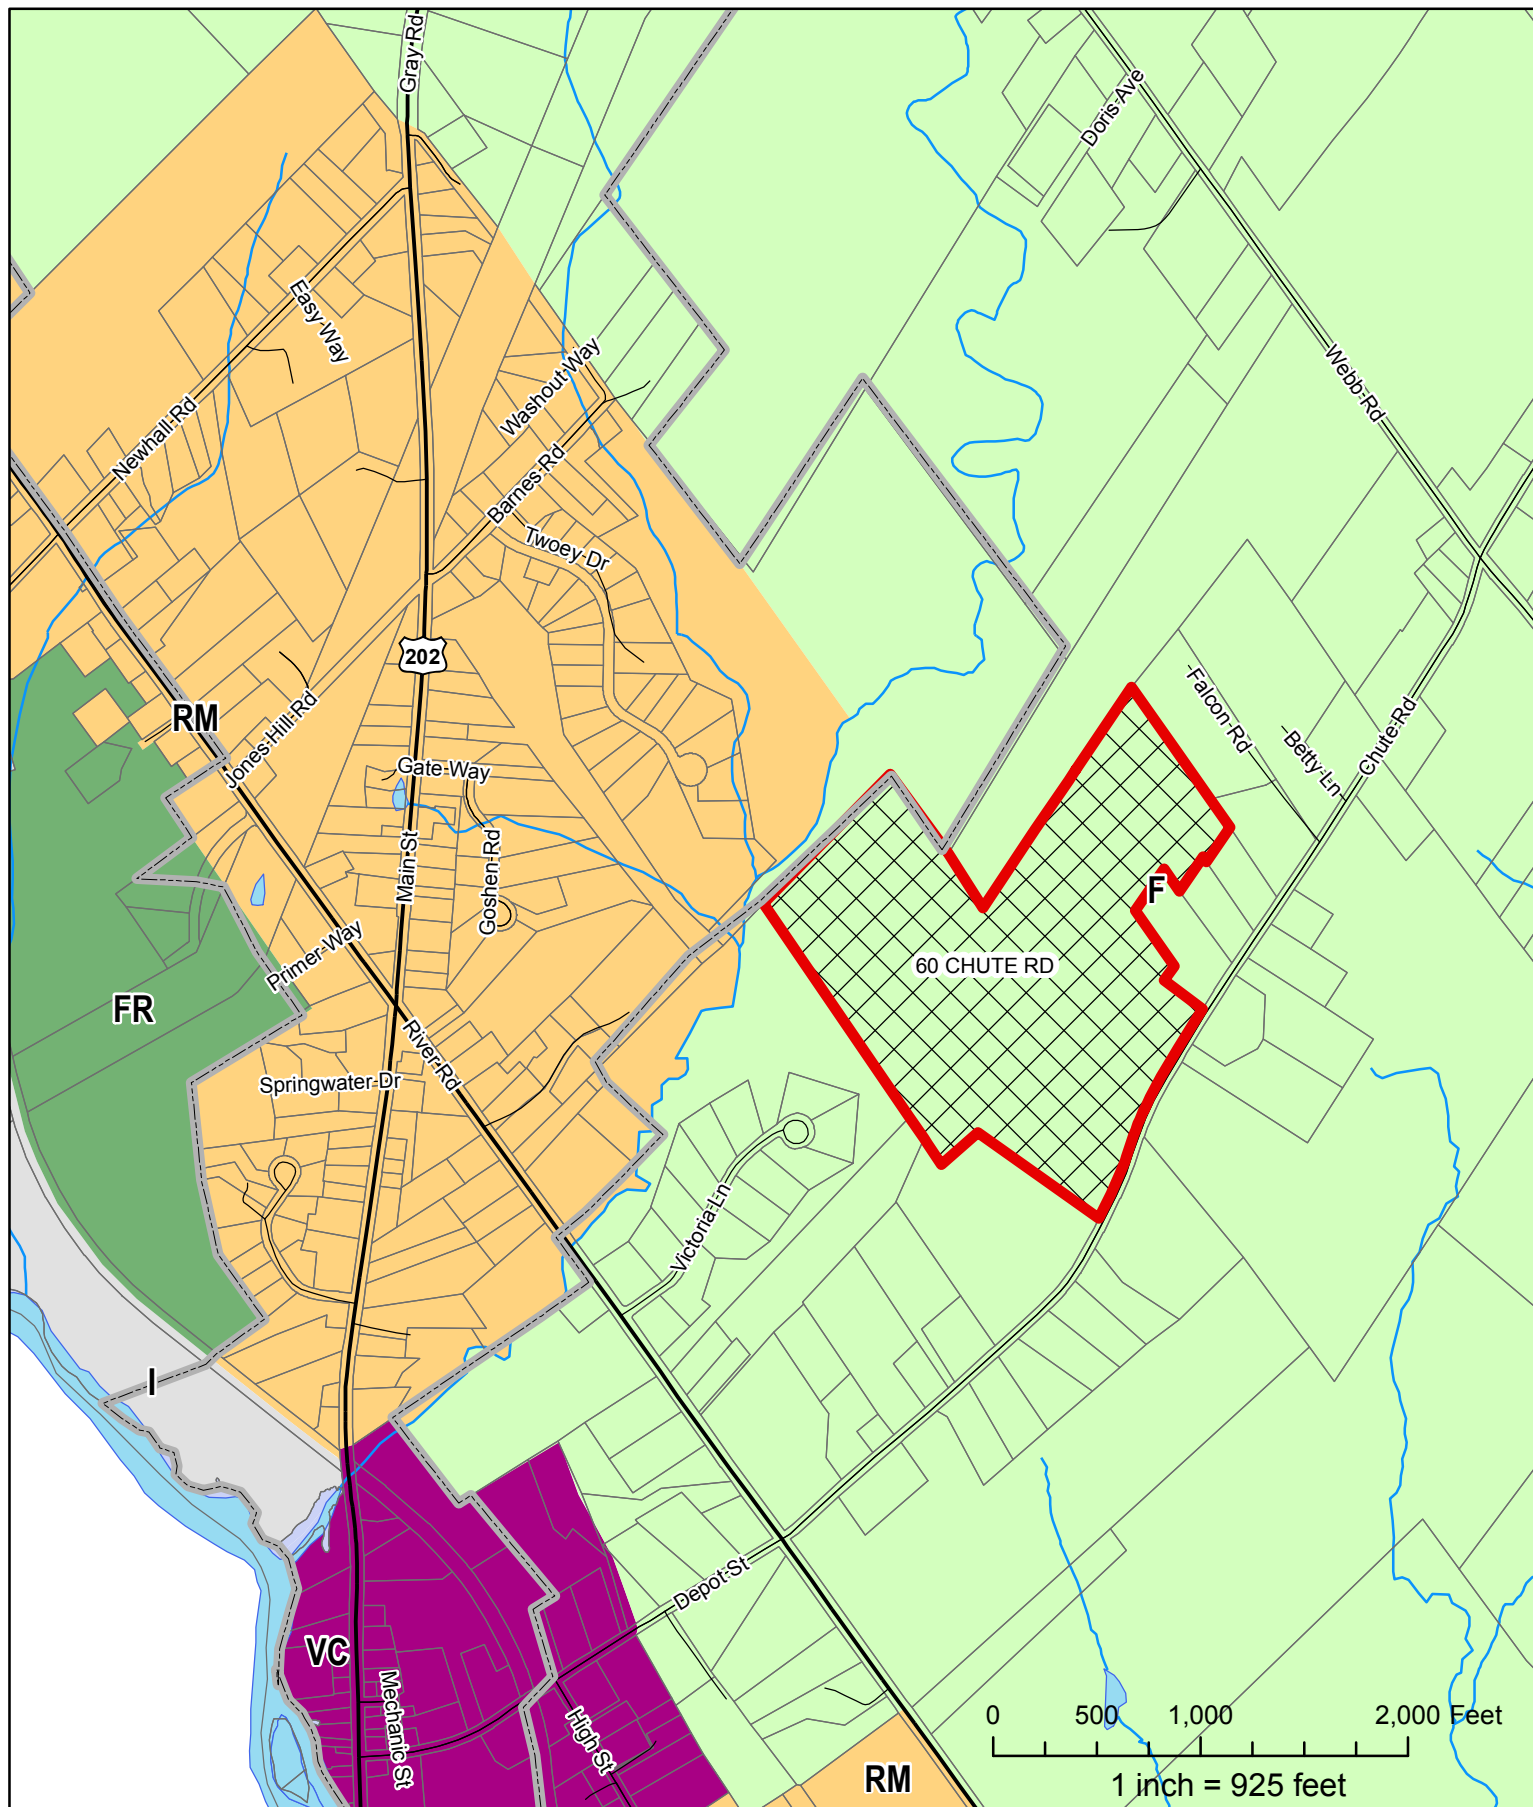 Gray Rd
Doris Ave
Easy Way
Washout Way
Webb Rd
Newhall Rd
Barnes Rd
Twoey Dr
202
RM
Jones Hill Rd
Falcon Rd
Betty Ln
Chute Rd
Gate Way
Main St
Goshen Rd
F
60 CHUTE RD
Primer Way
FR
River Rd
Springwater Dr
Victoria Ln
I
Depot St
VC
Mechanic St
High St
RM
0 500 1,000 2,000 Feet
1 inch = 925 feet